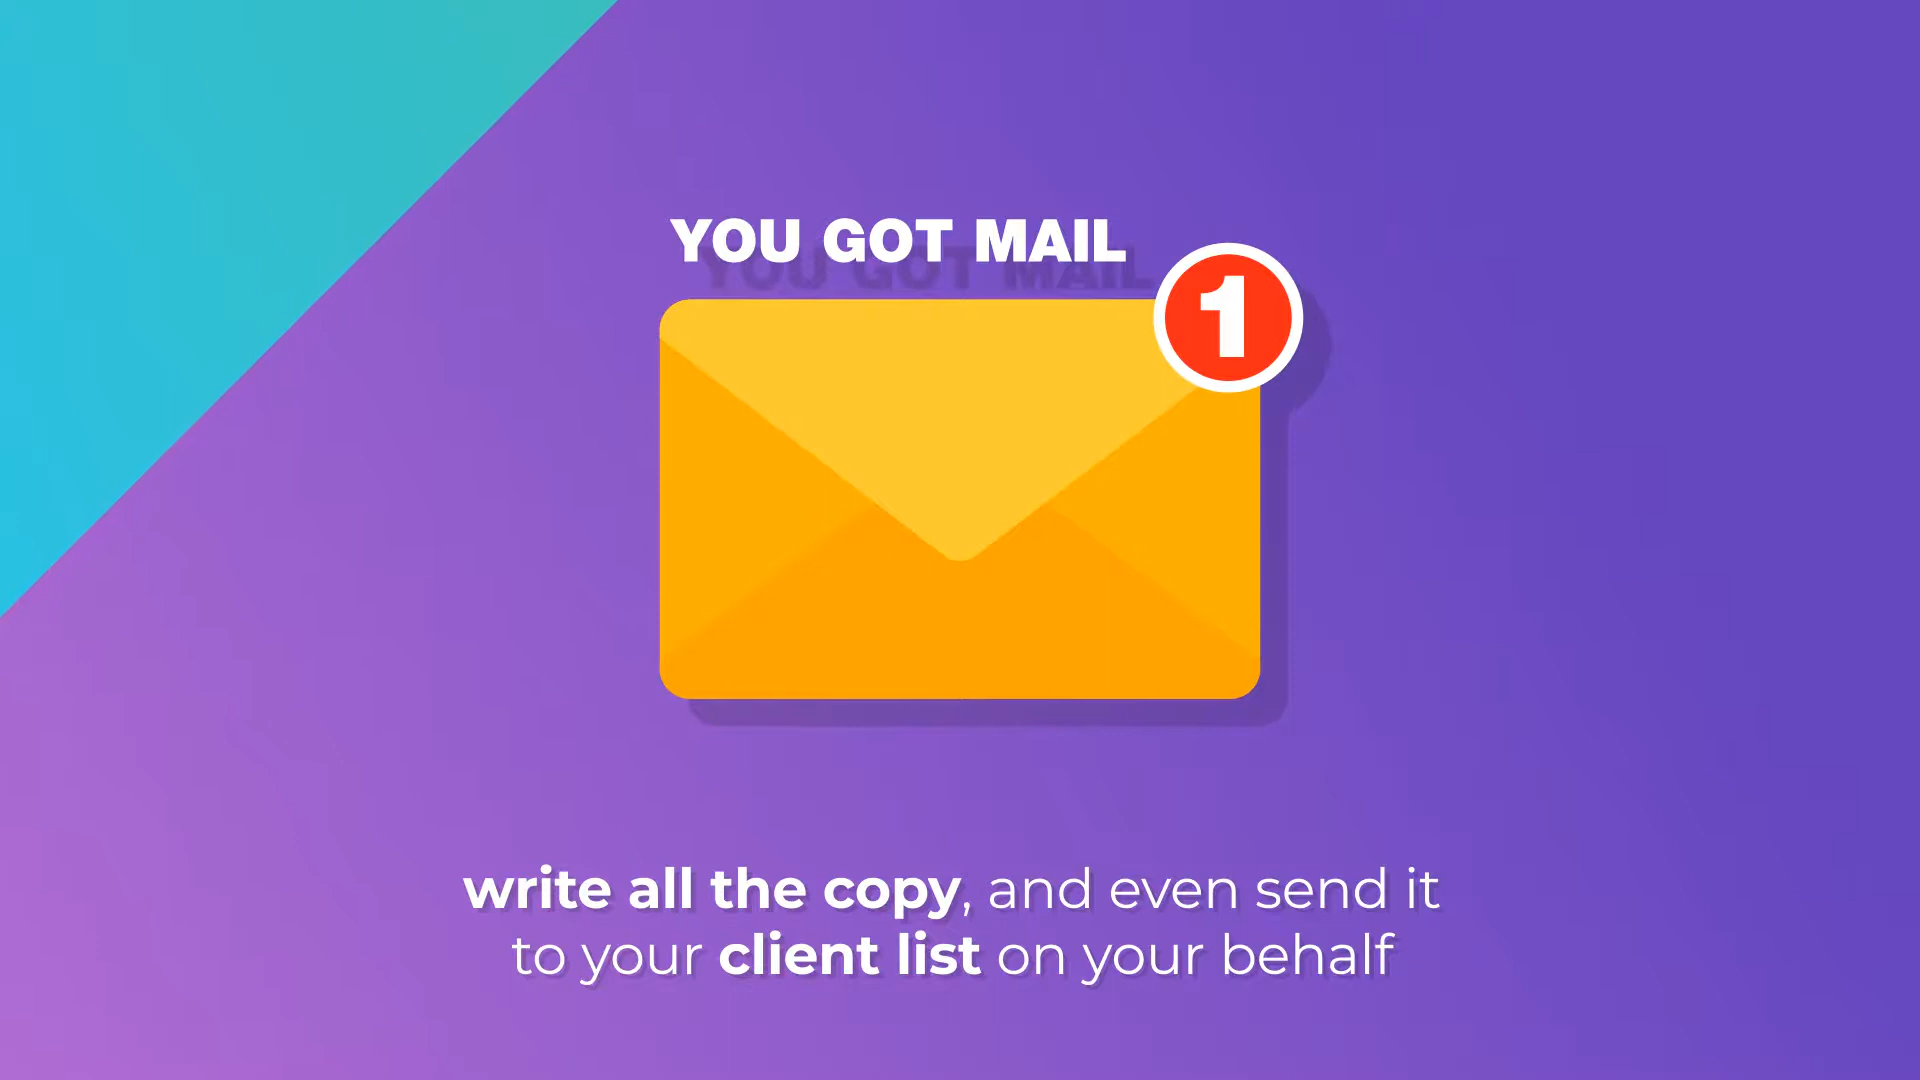 YOU GOT MAIL
1
write all the copy, and even send it
to your client list on your behalf